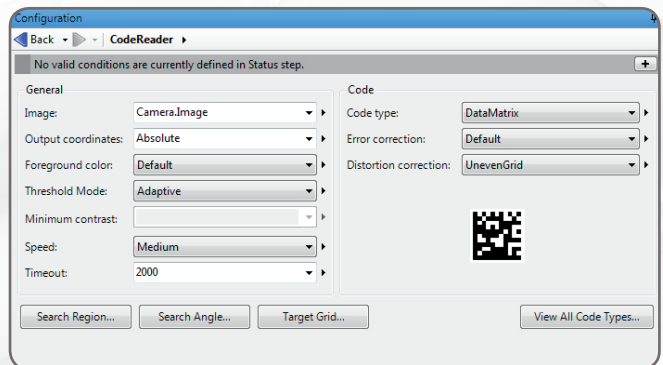 Configuration
Back CodeReader
No valid conditions are currently defined in Status step. +
General
Image: Camera.Image
Output coordinates: Absolute
Foreground color: Default
Threshold Mode: Adaptive
Minimum contrast:
Speed: Medium
Timeout: 2000
Code
Code type: DataMatrix
Error correction: Default
Distortion correction: UnevenGrid
Search Region... Search Angle... Target Grid... View All Code Types...